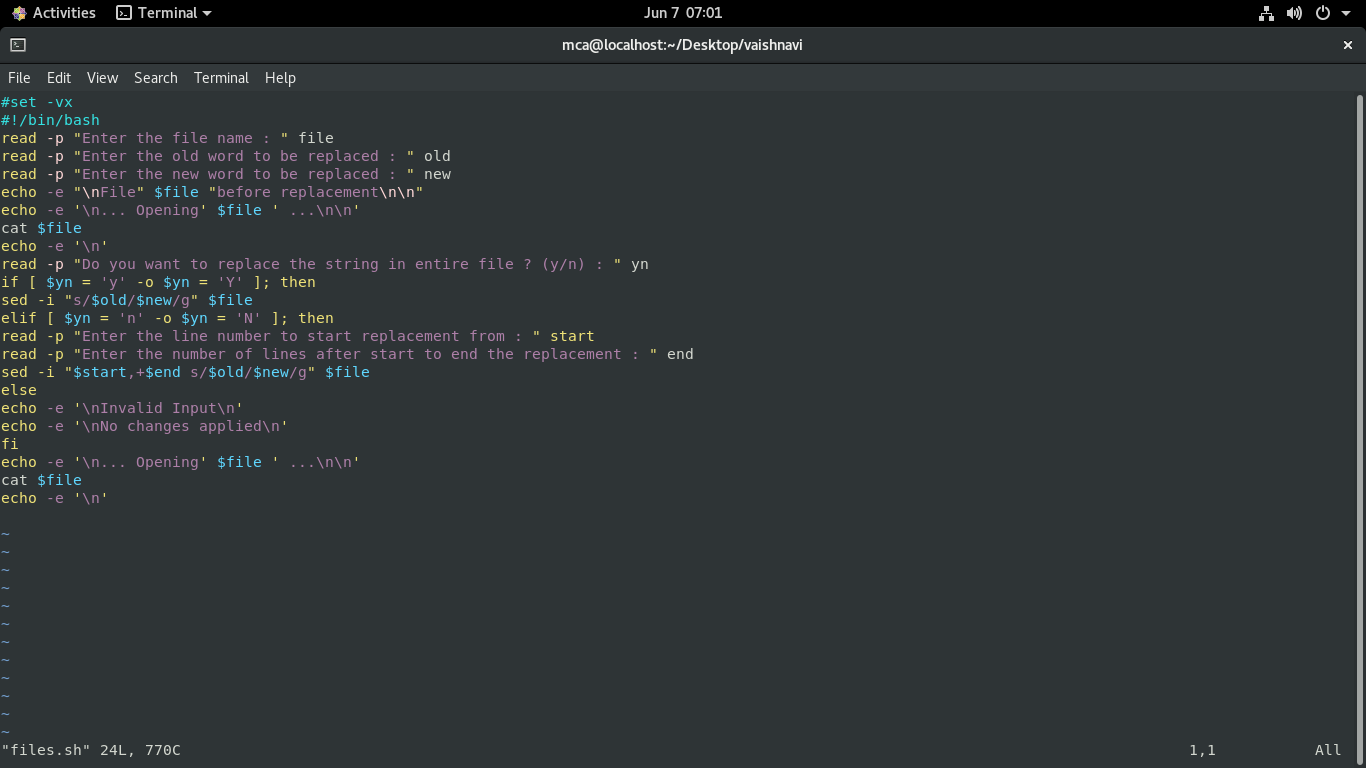 Activities Terminal Jun 7 07:01
mca@localhost:~/Desktop/vaishnavi ×
File Edit View Search Terminal Help
#set -vx
#!/bin/bash
read -p "Enter the file name : " file
read -p "Enter the old word to be replaced : " old
read -p "Enter the new word to be replaced : " new
echo -e "\nFile" $file "before replacement\n\n"
echo -e '\n... Opening' $file ' ...\n\n'
cat $file
echo -e '\n'
read -p "Do you want to replace the string in entire file ? (y/n) : " yn
if [ $yn = 'y' -o $yn = 'Y' ]; then
sed -i "s/$old/$new/g" $file
elif [ $yn = 'n' -o $yn = 'N' ]; then
read -p "Enter the line number to start replacement from : " start
read -p "Enter the number of lines after start to end the replacement : " end
sed -i "$start,+$end s/$old/$new/g" $file
else
echo -e '\nInvalid Input\n'
echo -e '\nNo changes applied\n'
fi
echo -e '\n... Opening' $file ' ...\n\n'
cat $file
echo -e '\n'
~
~
~
~
~
~
~
~
~
~
~
~
"files.sh" 24L, 770C 1,1 All